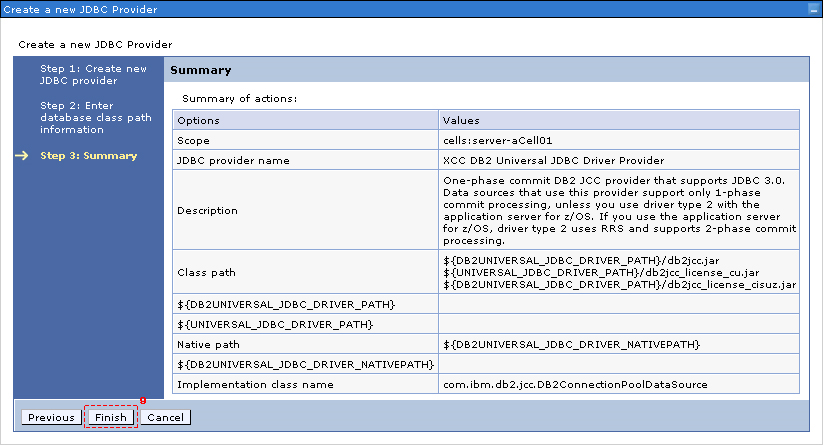 Create a new JDBC Provider
Create a new JDBC Provider
Step 1: Create new
JDBC provider
Step 2: Enter
database class path
information
Step 3: Summary
Summary
Summary of actions:
Options Values
Scope cells:server-aCell01
JDBC provider name XCC DB2 Universal JDBC Driver Provider
Description
One-phase commit DB2 JCC provider that supports JDBC 3.0.
Data sources that use this provider support only 1-phase
commit processing, unless you use driver type 2 with the
application server for z/OS. If you use the application server
for z/OS, driver type 2 uses RRS and supports 2-phase commit
processing.
Class path
${DB2UNIVERSAL_JDBC_DRIVER_PATH}/db2jcc.jar
${UNIVERSAL_JDBC_DRIVER_PATH}/db2jcc_license_cu.jar
${DB2UNIVERSAL_JDBC_DRIVER_PATH}/db2jcc_license_cisuz.jar
${DB2UNIVERSAL_JDBC_DRIVER_PATH}
${UNIVERSAL_JDBC_DRIVER_PATH}
Native path ${DB2UNIVERSAL_JDBC_DRIVER_NATIVEPATH}
${DB2UNIVERSAL_JDBC_DRIVER_NATIVEPATH}
Implementation class name com.ibm.db2.jcc.DB2ConnectionPoolDataSource
9
Previous Finish Cancel